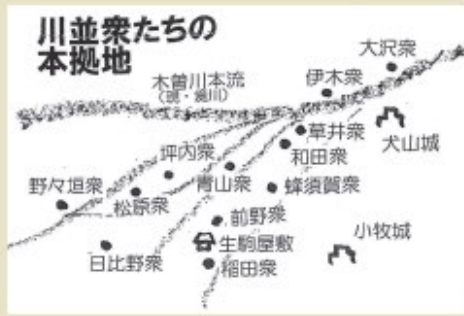 川並衆たちの
本拠地
大沢衆
伊木衆
木曽川本流
草井衆
犬山城
和田衆
坪内衆
野々垣衆
松原衆
青山衆
蜂須賀衆
前野衆
小牧城
生駒屋敷
日比野衆
稲田衆